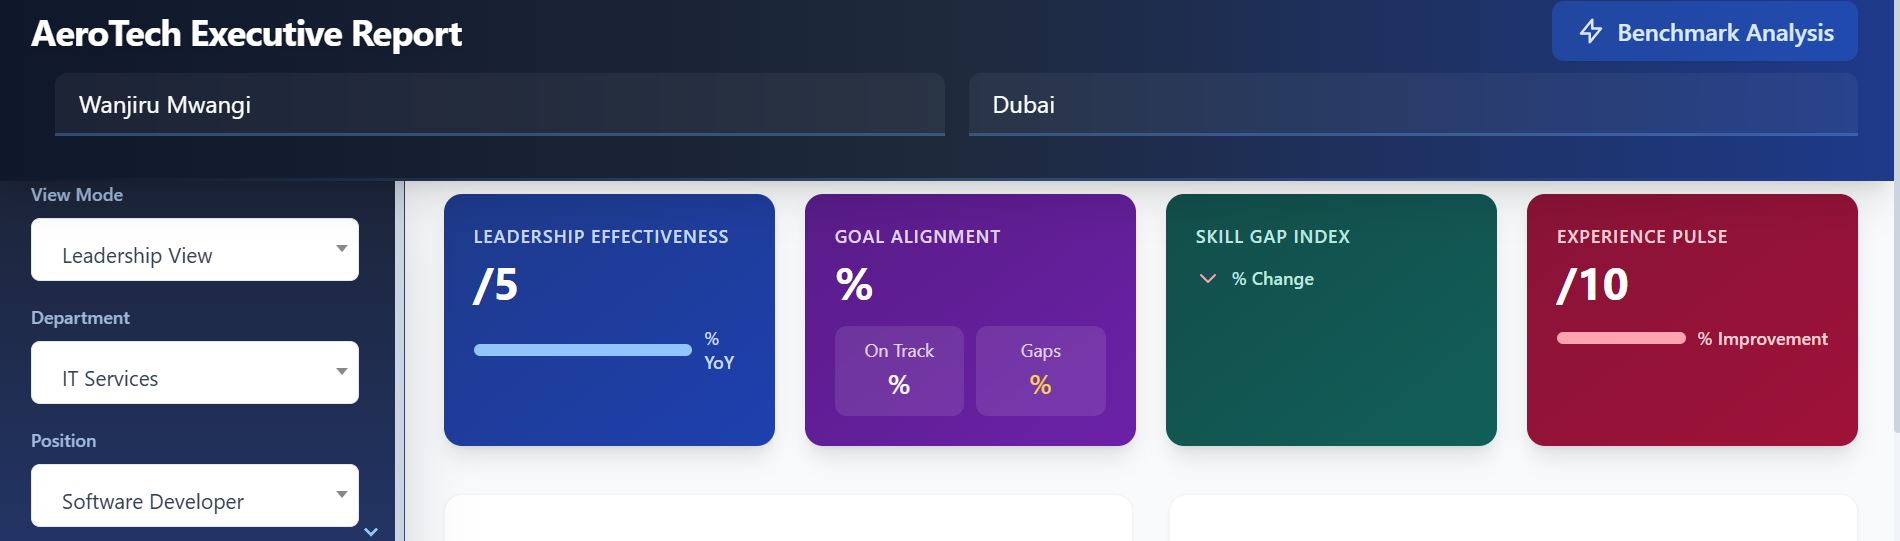 AeroTech Executive Report
Benchmark Analysis
Wanjiru Mwangi
Dubai
View Mode
Leadership View
Department
IT Services
Position
Software Developer
LEADERSHIP EFFECTIVENESS
/5
%
YoY
GOAL ALIGNMENT
%
On Track
%
Gaps
%
SKILL GAP INDEX
% Change
EXPERIENCE PULSE
/10
% Improvement